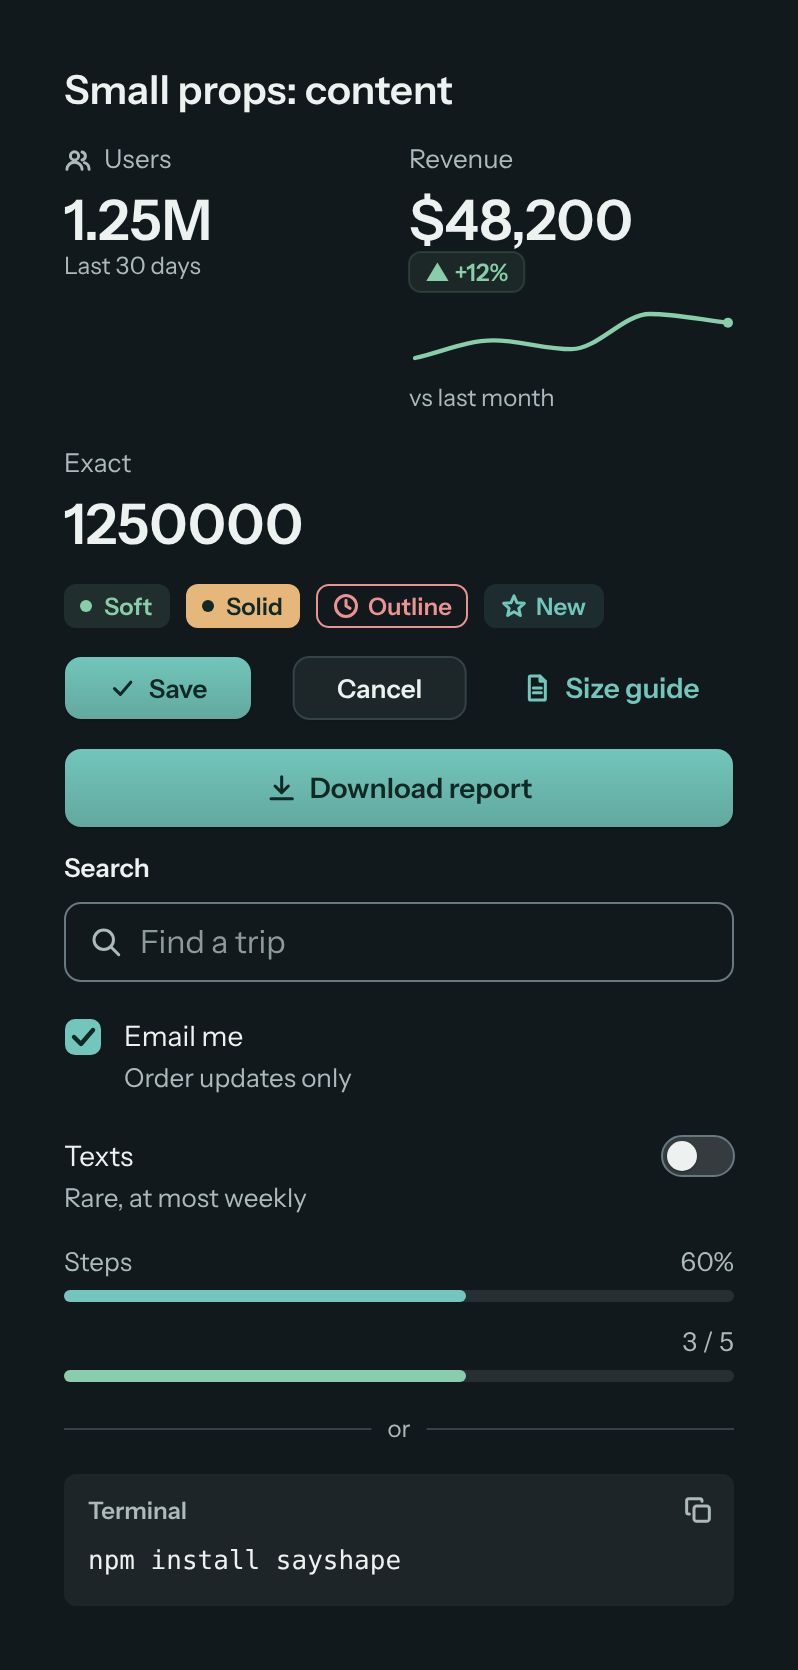 Small props: content
Users
1.25M
Last 30 days
Revenue
$48,200
+12%
vs last month
Exact
1250000
Soft
Solid
Outline
New
Save
Cancel
Size guide
Download report
Search
Find a trip
Email me
Order updates only
Texts
Rare, at most weekly
Steps
60%
3 / 5
or
Terminal
npm install sayshape